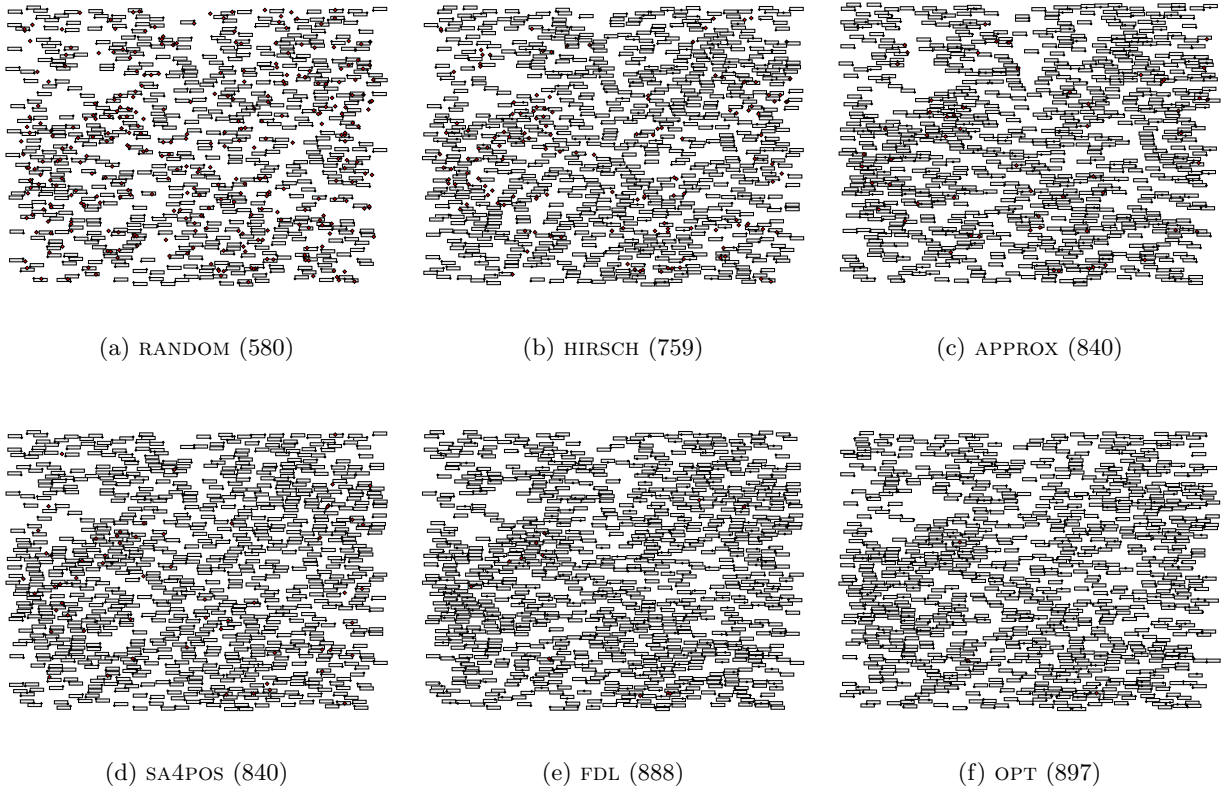 (a) RANDOM (580)
(b) HIRSCH (759)
(c) APPROX (840)
(d) SA4POS (840)
(e) FDL (888)
(f) OPT (897)